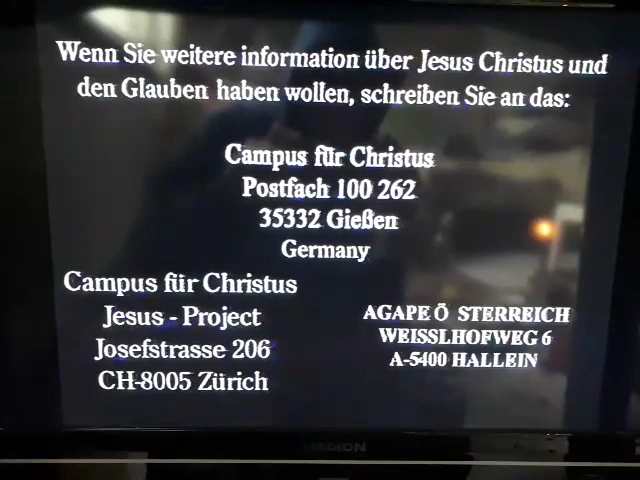 Wenn Sie weitere information über Jesus Christus und
den Glauben haben wollen, schreiben Sie an das:
Campus für Christus
Postfach 100 262
35332 Gießen
Germany
Campus für Christus
Jesus - Project
Josefstrasse 206
CH-8005 Zürich
AGAPE Ö STERREICH
WEISSLHOFWEG 6
A-5400 HALLEIN